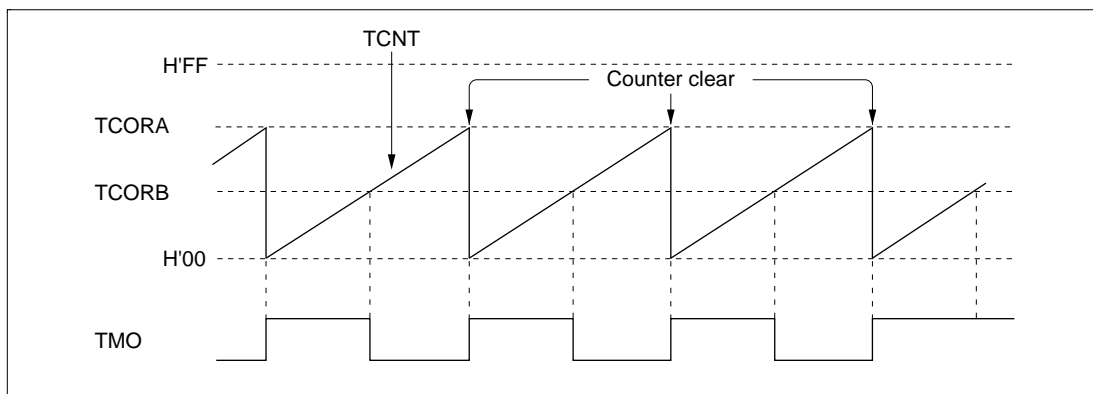 TCNT
H'FF
Counter clear
TCORA
TCORB
H'00
TMO